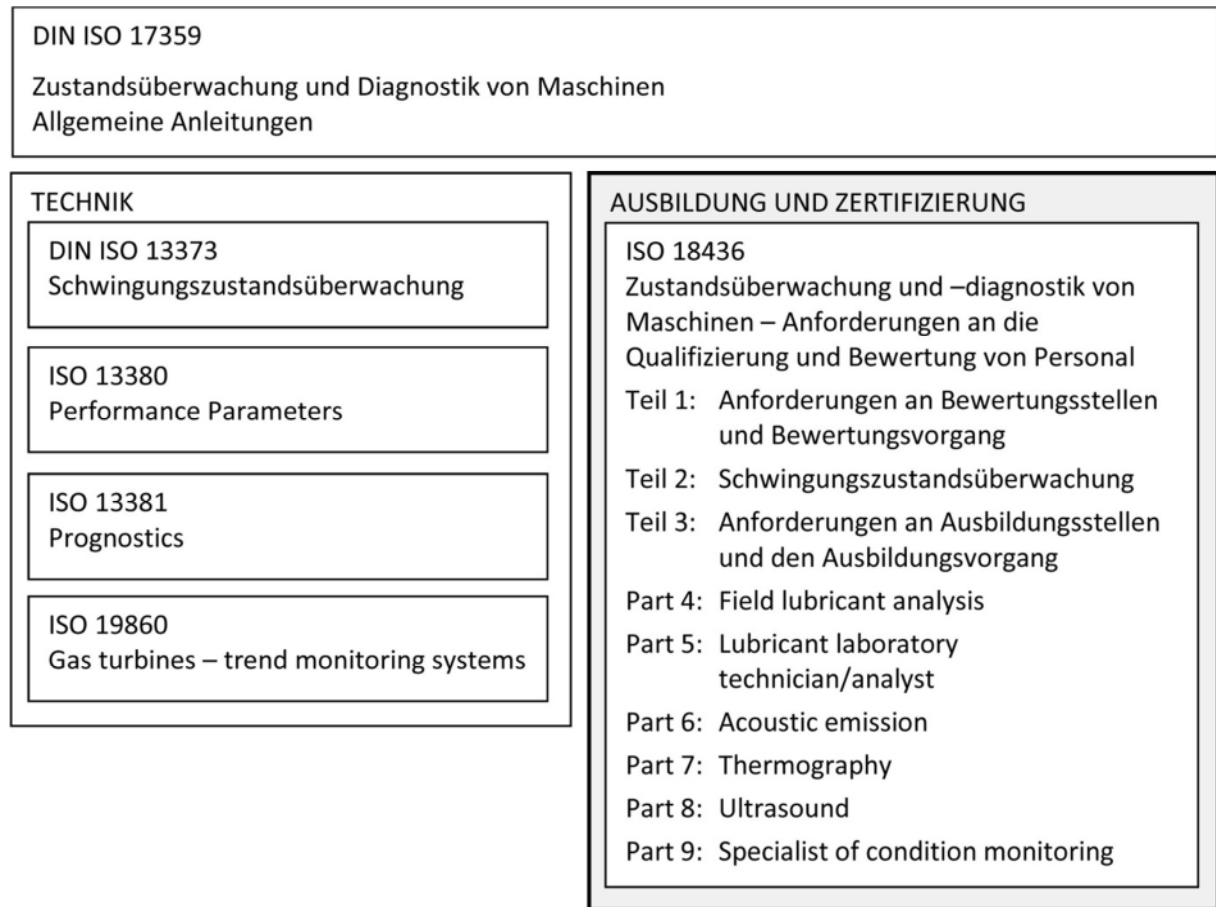 DIN ISO 17359
Zustandsüberwachung und Diagnostik von Maschinen
Allgemeine Anleitungen
TECHNIK
DIN ISO 13373
Schwingungszustandsüberwachung
ISO 13380
Performance Parameters
ISO 13381
Prognostics
ISO 19860
Gas turbines – trend monitoring systems
AUSBILDUNG UND ZERTIFIZIERUNG
ISO 18436
Zustandsüberwachung und –diagnostik von
Maschinen – Anforderungen an die
Qualifizierung und Bewertung von Personal
Teil 1: Anforderungen an Bewertungsstellen
und Bewertungsvorgang
Teil 2: Schwingungszustandsüberwachung
Teil 3: Anforderungen an Ausbildungsstellen
und den Ausbildungsvorgang
Part 4: Field lubricant analysis
Part 5: Lubricant laboratory
technician/analyst
Part 6: Acoustic emission
Part 7: Thermography
Part 8: Ultrasound
Part 9: Specialist of condition monitoring